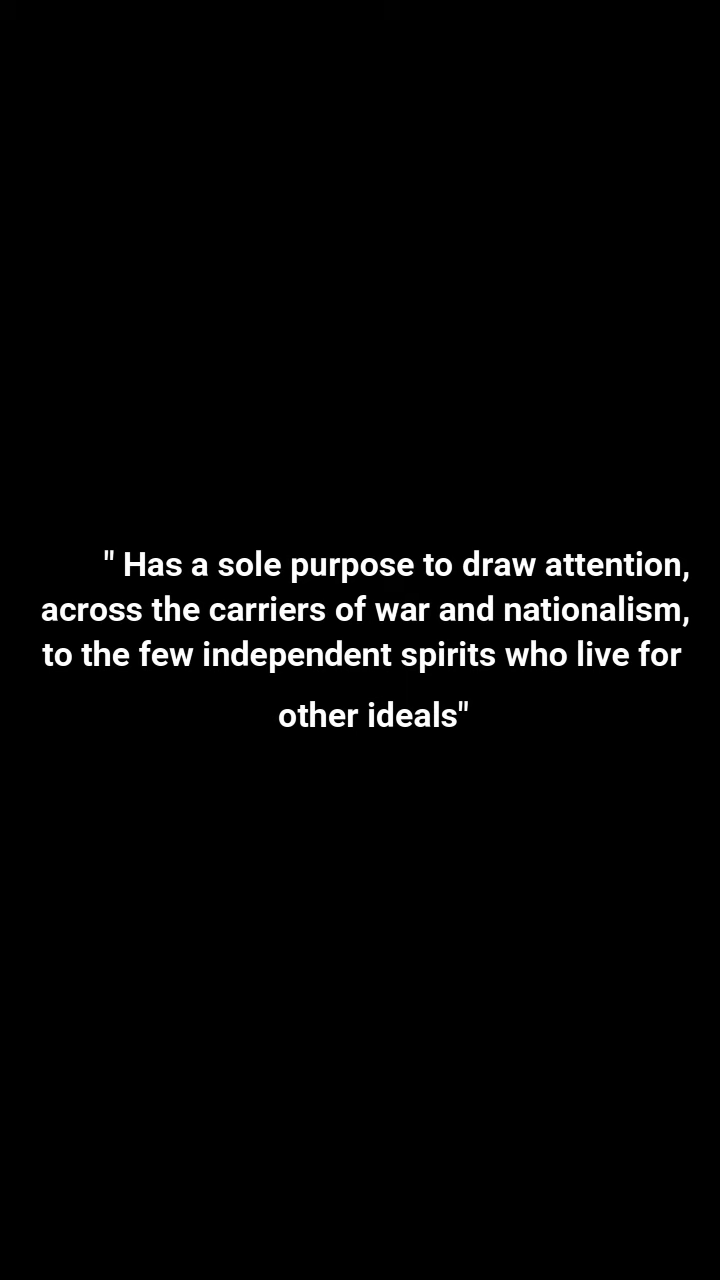 " Has a sole purpose to draw attention,
across the carriers of war and nationalism,
to the few independent spirits who live for
other ideals"